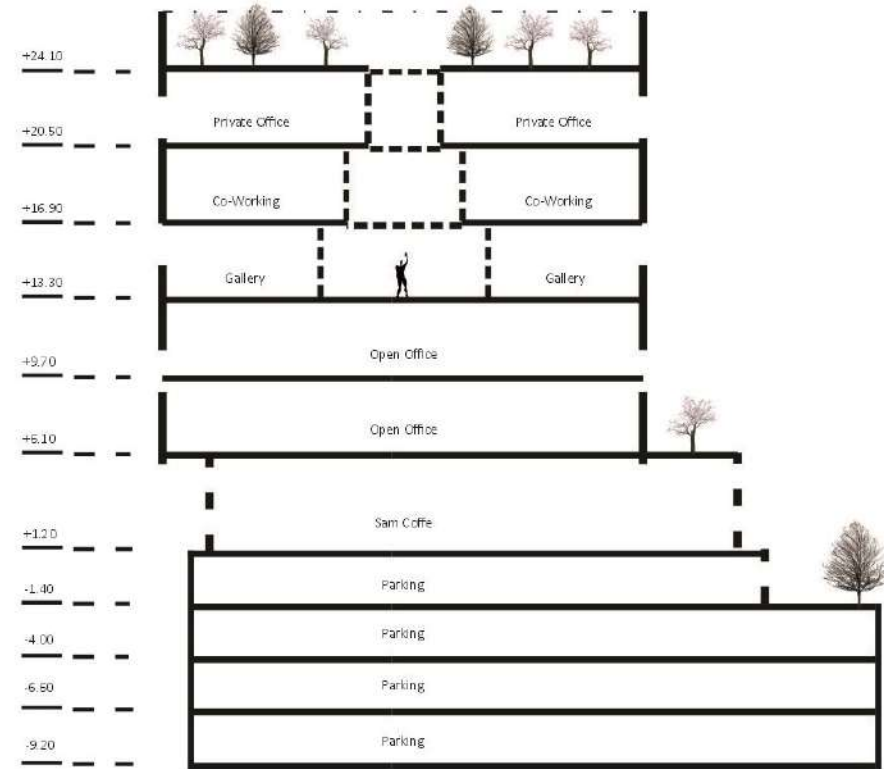 +24.10
Private Office Private Office
+20.50
Co-Working Co-Working
+16.90
Gallery Gallery
+13.30
Open Office
+9.70
Open Office
+6.10
Sam Coffe
+1.20
Parking
-1.40
Parking
-4.00
Parking
-6.60
Parking
-9.20